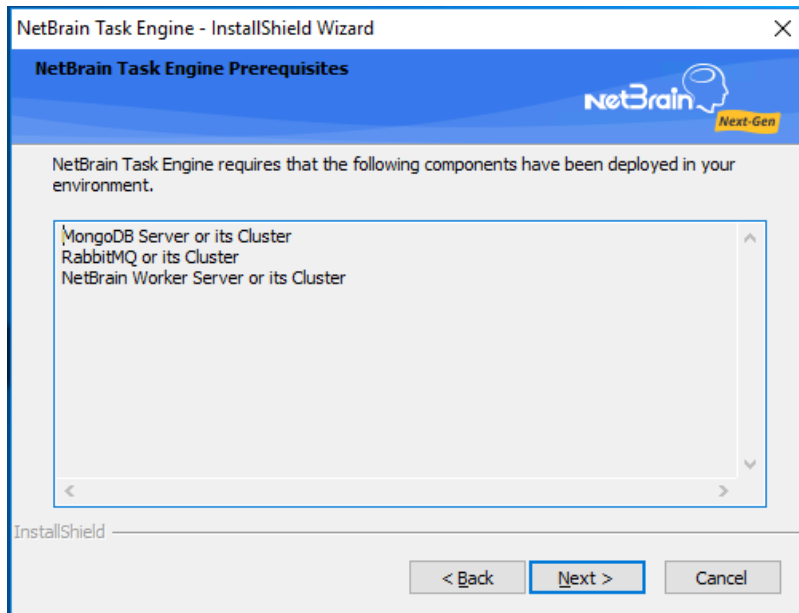 NetBrain Task Engine - InstallShield Wizard
NetBrain Task Engine Prerequisites
NetBrain
Next-Gen
NetBrain Task Engine requires that the following components have been deployed in your
environment.
MongoDB Server or its Cluster
RabbitMQ or its Cluster
NetBrain Worker Server or its Cluster
InstallShield
< Back
Next >
Cancel